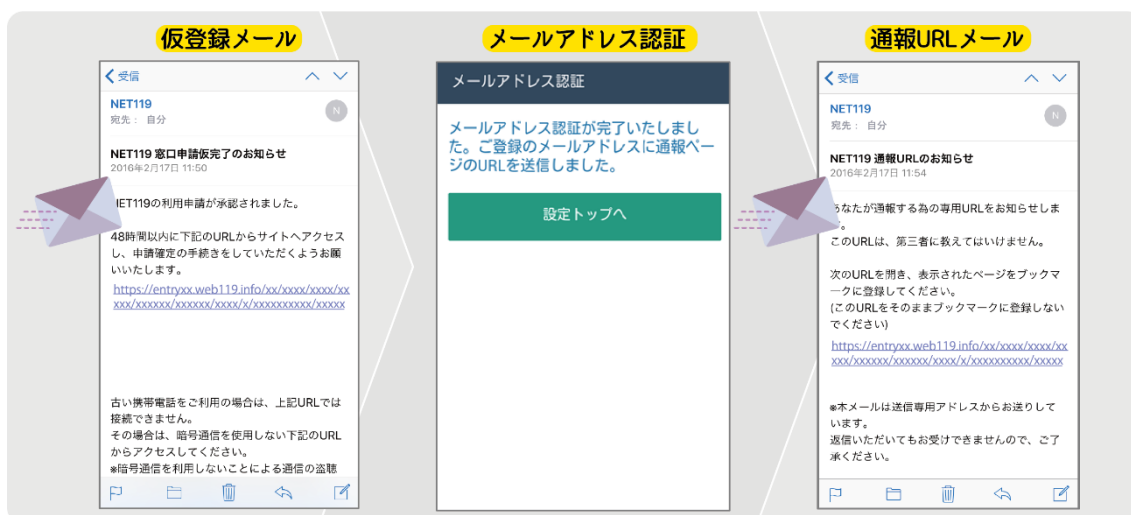 仮登録メール
受信
NET119
宛先： 自分
N
NET119 窓口申請仮完了のお知らせ
2016年2月17日 11:50
NET119の利用申請が承認されました。
48時間以内に下記のURLからサイトへアクセス
し、申請確定の手続きをしていただくようお願
いいたします。
https://entryxx.web119.info/xx/xxxx/xxxx/xx
xxx/xxxxxx/xxxxxx/xxxx/x/xxxxxxxxxx/xxxxx
古い携帯電話をご利用の場合は、上記URLでは
接続できません。
その場合は、暗号通信を使用しない下記のURL
からアクセスしてください。
※暗号通信を利用しないことによる通信の盗聴
メールアドレス認証
メールアドレス認証
メールアドレス認証が完了いたしまし
た。ご登録のメールアドレスに通報ペー
ジのURLを送信しました。
設定トップへ
通報URLメール
受信
NET119
宛先： 自分
N
NET119 通報URLのお知らせ
2016年2月17日 11:54
あなたが通報する為の専用URLをお知らせしま
す。
このURLは、第三者に教えてはいけません。
次のURLを開き、表示されたページをブックマ
ークに登録してください。
(このURLをそのままブックマークに登録しない
でください)
https://entryxx.web119.info/xx/xxxx/xxxx/xx
xxx/xxxxxx/xxxxxx/xxxx/x/xxxxxxxxxx/xxxxx
※本メールは送信専用アドレスからお送りして
います。
返信いただいてもお受けできませんので、ご了
承ください。